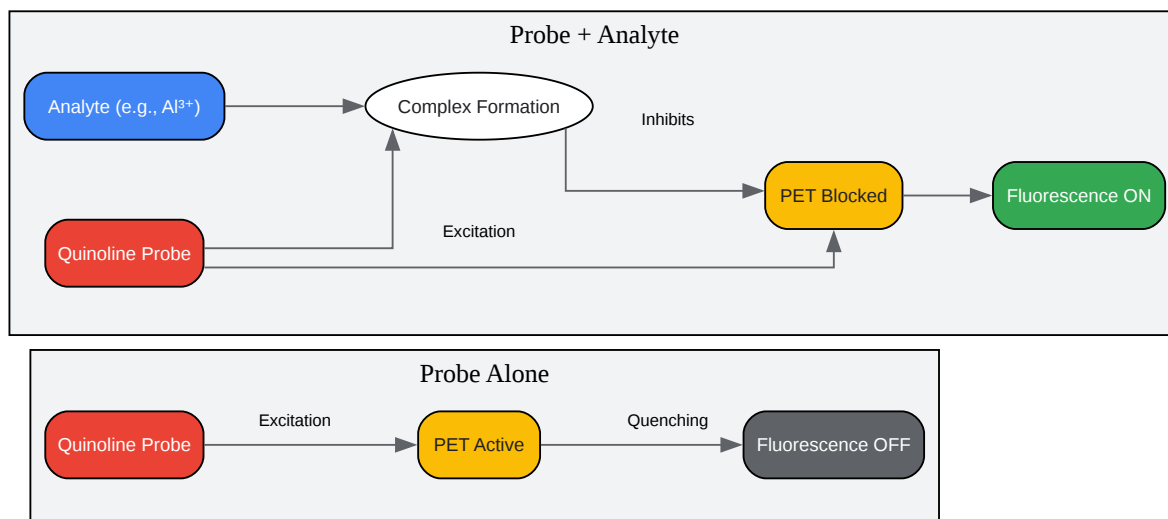 Probe + Analyte
Analyte (e.g., Al³⁺)
Complex Formation
Inhibits
PET Blocked
Fluorescence ON
Quinoline Probe
Excitation
Probe Alone
Quinoline Probe
Excitation
PET Active
Quenching
Fluorescence OFF